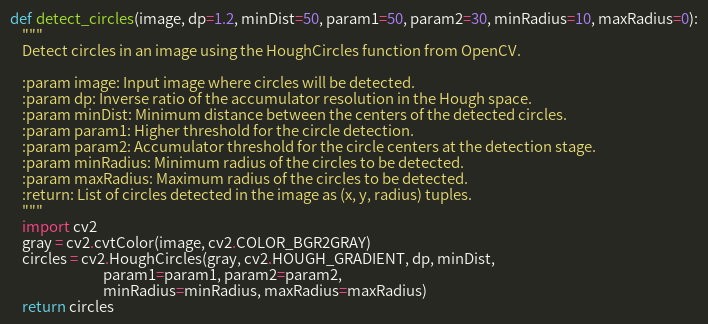 def detect_circles(image, dp=1.2, minDist=50, param1=50, param2=30, minRadius=10, maxRadius=0):
"""
Detect circles in an image using the HoughCircles function from OpenCV.
:param image: Input image where circles will be detected.
:param dp: Inverse ratio of the accumulator resolution in the Hough space.
:param minDist: Minimum distance between the centers of the detected circles.
:param param1: Higher threshold for the circle detection.
:param param2: Accumulator threshold for the circle centers at the detection stage.
:param minRadius: Minimum radius of the circles to be detected.
:param maxRadius: Maximum radius of the circles to be detected.
:return: List of circles detected in the image as (x, y, radius) tuples.
"""
import cv2
gray = cv2.cvtColor(image, cv2.COLOR_BGR2GRAY)
circles = cv2.HoughCircles(gray, cv2.HOUGH_GRADIENT, dp, minDist,
param1=param1, param2=param2,
minRadius=minRadius, maxRadius=maxRadius)
return circles